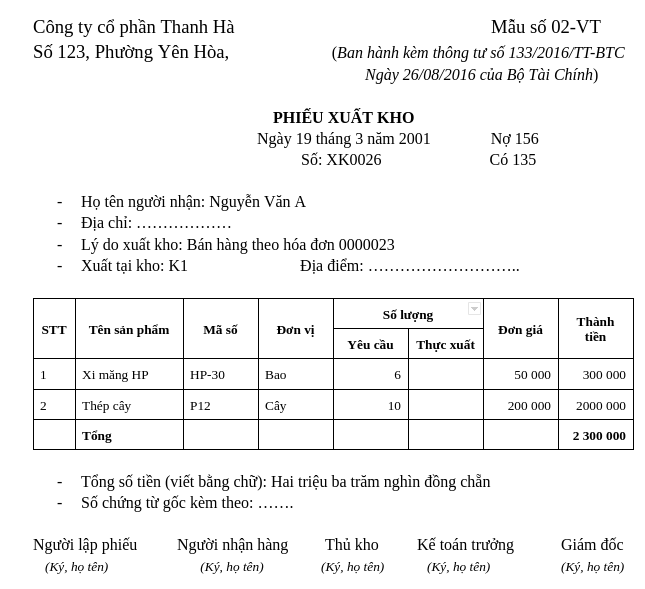 Công ty cổ phần Thanh Hà Mẫu số 02-VT
Số 123, Phường Yên Hòa, (Ban hành kèm thông tư số 133/2016/TT-BTC
Ngày 26/08/2016 của Bộ Tài Chính)
PHIẾU XUẤT KHO
Ngày 19 tháng 3 năm 2001 Nợ 156
Số: XK0026 Có 135
- Họ tên người nhận: Nguyễn Văn A
- Địa chỉ: ………………
- Lý do xuất kho: Bán hàng theo hóa đơn 0000023
- Xuất tại kho: K1 Địa điểm: ………………………..
STT Tên sản phẩm Mã số Đơn vị Số lượng Đơn giá Thành tiền
Yêu cầu Thực xuất
1 Xi măng HP HP-30 Bao 6 50 000 300 000
2 Thép cây P12 Cây 10 200 000 2000 000
Tổng 2 300 000
- Tổng số tiền (viết bằng chữ): Hai triệu ba trăm nghìn đồng chẵn
- Số chứng từ gốc kèm theo: …….
Người lập phiếu Người nhận hàng Thủ kho Kế toán trưởng Giám đốc
(Ký, họ tên) (Ký, họ tên) (Ký, họ tên) (Ký, họ tên) (Ký, họ tên)